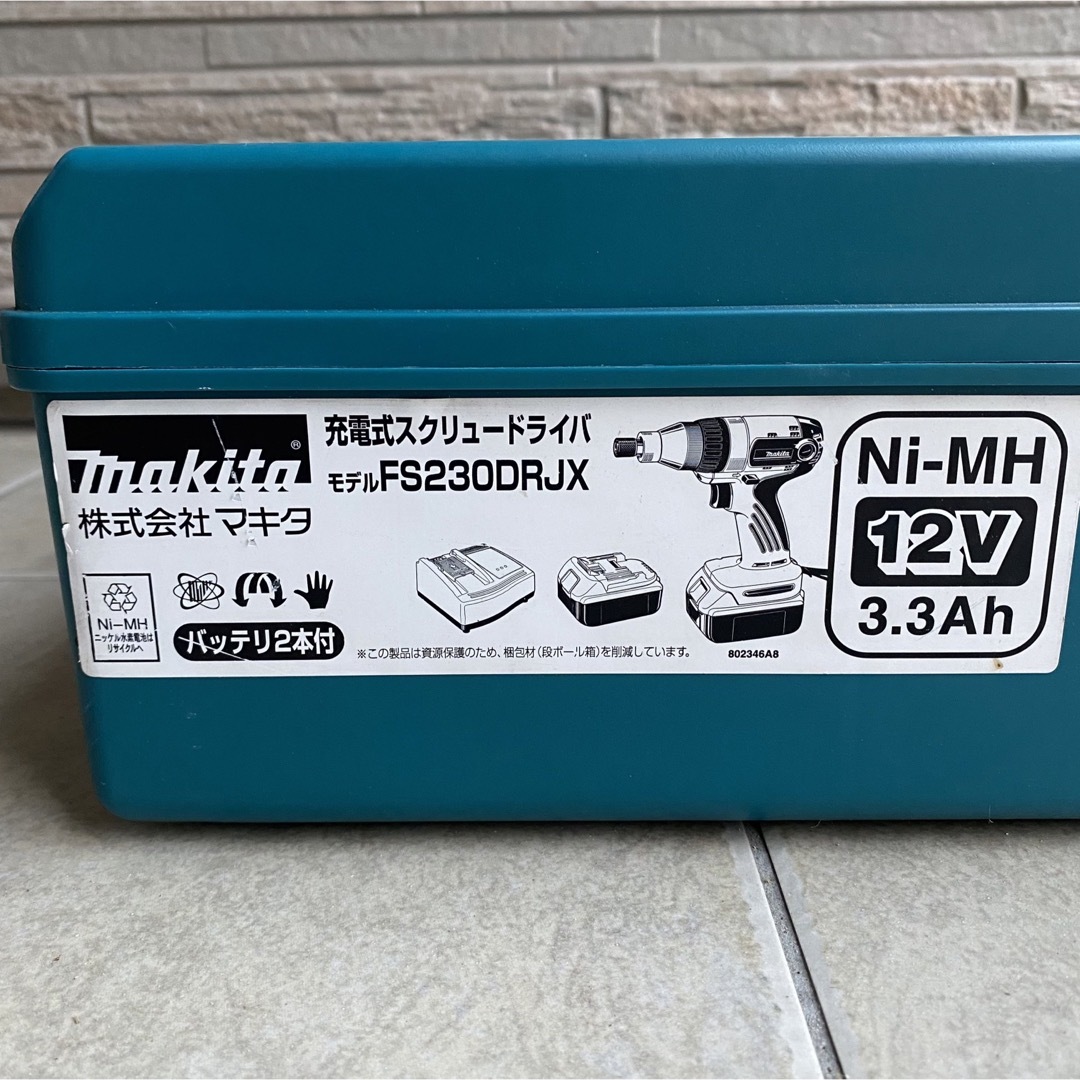 makita®
株式会社マキタ
充電式スクリュードライバ
モデルFS230DRJX
Ni-MH
ニッケル水素電池は
リサイクルへ
バッテリ2本付
※この製品は資源保護のため、梱包材(段ボール箱)を削減しています。
makita
802346A8
Ni-MH
12V
3.3Ah